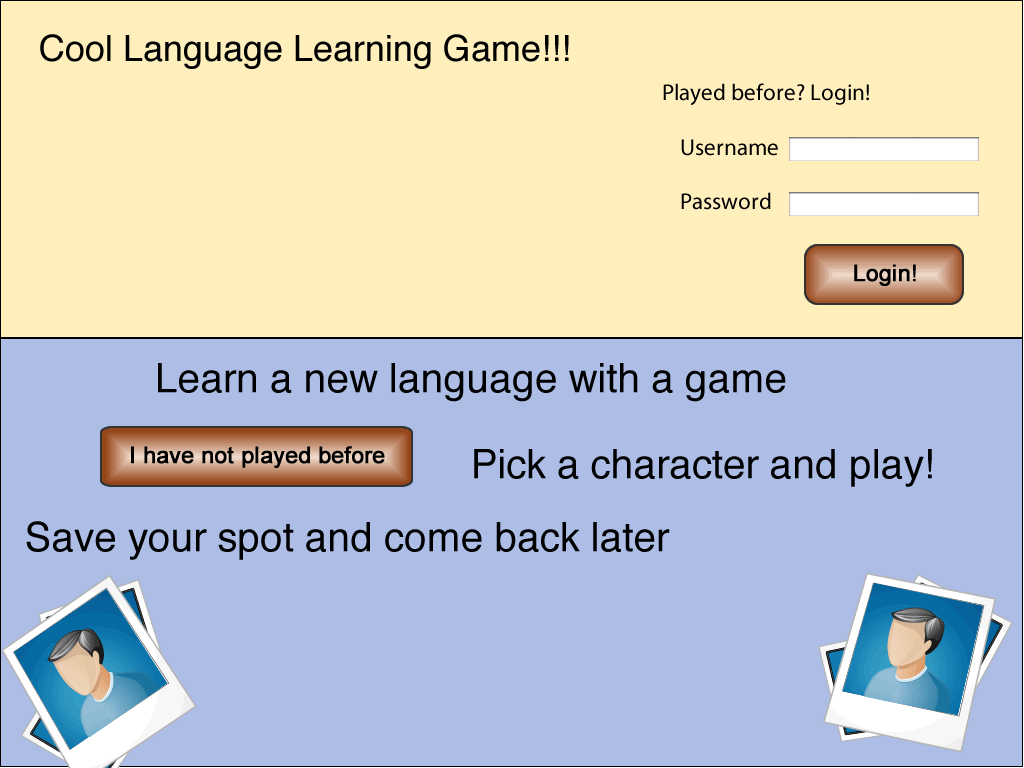 Cool Language Learning Game!!!
Played before? Login!
Username
Password
Login!
Learn a new language with a game
I have not played before
Pick a character and play!
Save your spot and come back later